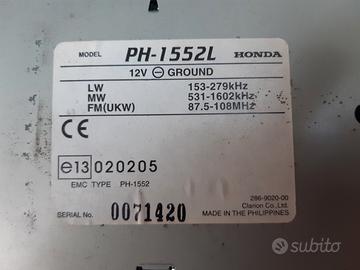 MODEL PH-1552L HONDA
12V ⊖ GROUND
LW 153-279kHz
MW 531-1602kHz
FM(UKW) 87.5-108MHz
CE
e13 020205
EMC TYPE PH-1552
286-9020-00
Clarion Co.,Ltd.
SERIAL No. 0071420 MADE IN THE PHILIPPINES
subito